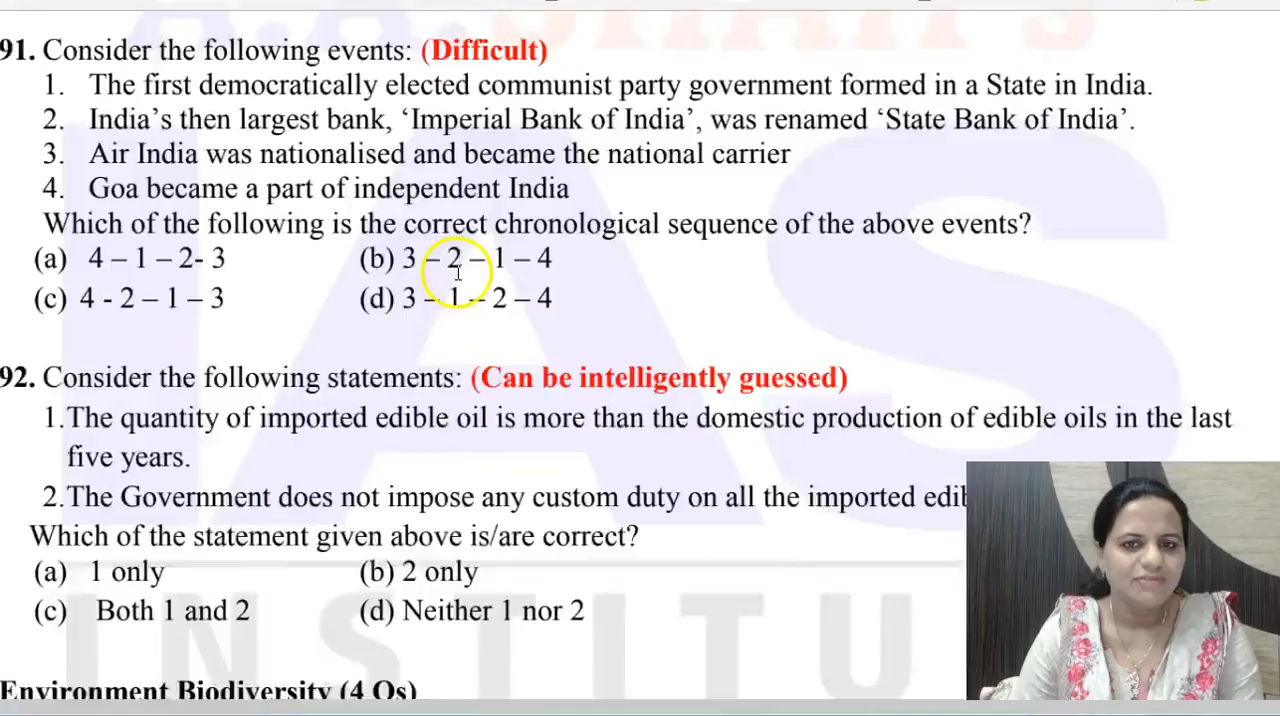 91. Consider the following events: (Difficult)
1. The first democratically elected communist party government formed in a State in India.
2. India's then largest bank, 'Imperial Bank of India', was renamed 'State Bank of India'.
3. Air India was nationalised and became the national carrier
4. Goa became a part of independent India
Which of the following is the correct chronological sequence of the above events?
(a) 4 – 1 – 2- 3 (b) 3 – 2 – 1 – 4
(c) 4 - 2 – 1 – 3 (d) 3 – 1 – 2 – 4
92. Consider the following statements: (Can be intelligently guessed)
1.The quantity of imported edible oil is more than the domestic production of edible oils in the last
five years.
2.The Government does not impose any custom duty on all the imported
Which of the statement given above is/are correct?
(a) 1 only (b) 2 only
(c) Both 1 and 2 (d) Neither 1 nor 2
IAS
INSTITU
Environment Biodiversity (4 Qs)